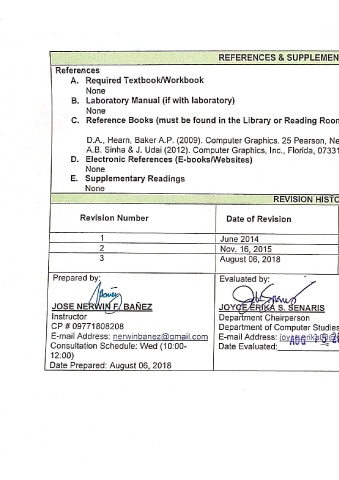 REFERENCES & SUPPLEMEN
References
A. Required Textbook/Workbook
None
B. Laboratory Manual (if with laboratory)
None
C. Reference Books (must be found in the Library or Reading Roor
D.A., Hearn, Baker A.P. (2009). Computer Graphics. 25 Pearson, Ne
A.B. Sinha & J. Udai (2012). Computer Graphics, Inc., Florida, 07331
D. Electronic References (E-books/Websites)
None
E. Supplementary Readings
None
REVISION HISTO
Revision Number Date of Revision
1 June 2014
2 Nov. 16, 2015
3 August 06, 2018
Prepared by: Evaluated by:
JOSE NERWIN F. BAÑEZ JOYCE ERIKA S. SENARIS
Instructor Department Chairperson
CP # 09771808208 Department of Computer Studies
E-mail Address: nerwinbanez@gmail.com E-mail Address:
Consultation Schedule: Wed (10:00- Date Evaluated:
12:00)
Date Prepared: August 06, 2018